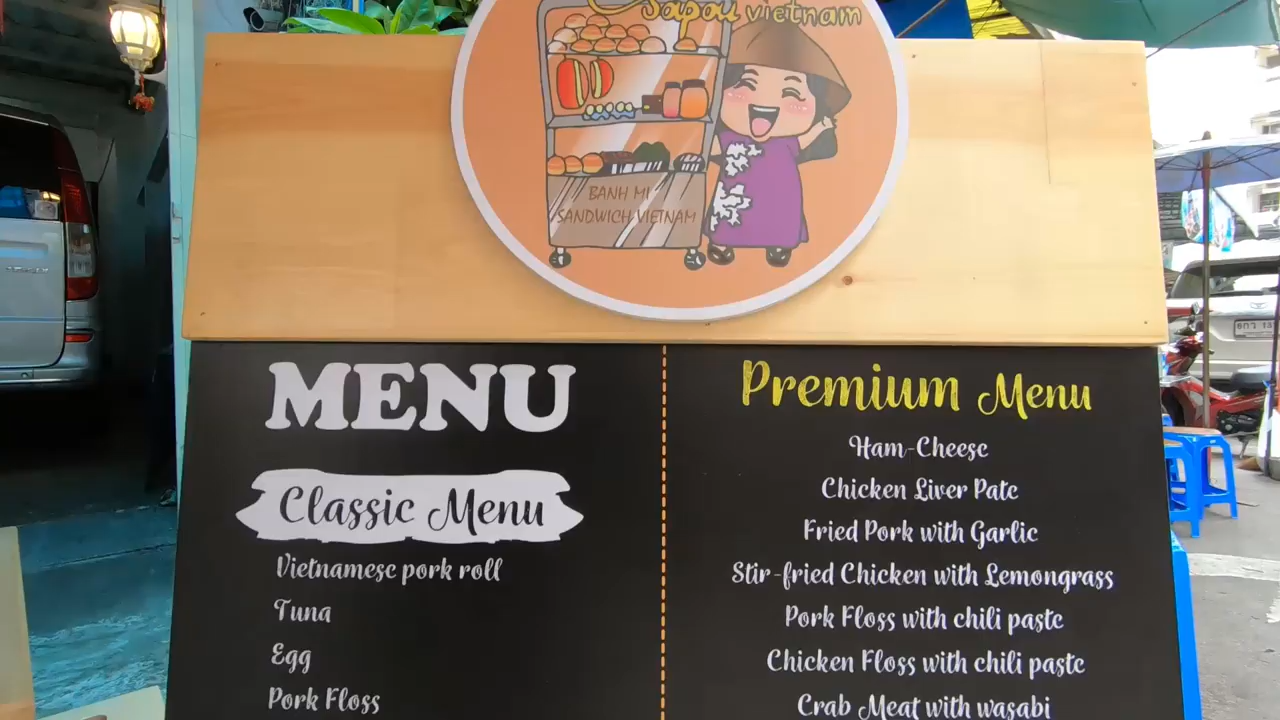 Sapau vietnam
BANH MI
SANDWICH VIETNAM
MENU
Classic Menu
Vietnamese pork roll
Tuna
Egg
Pork Floss
Premium Menu
Ham-Cheese
Chicken Liver Pate
Fried Pork with Garlic
Stir-fried Chicken with Lemongrass
Pork Floss with chili paste
Chicken Floss with chili paste
Crab Meat with wasabi